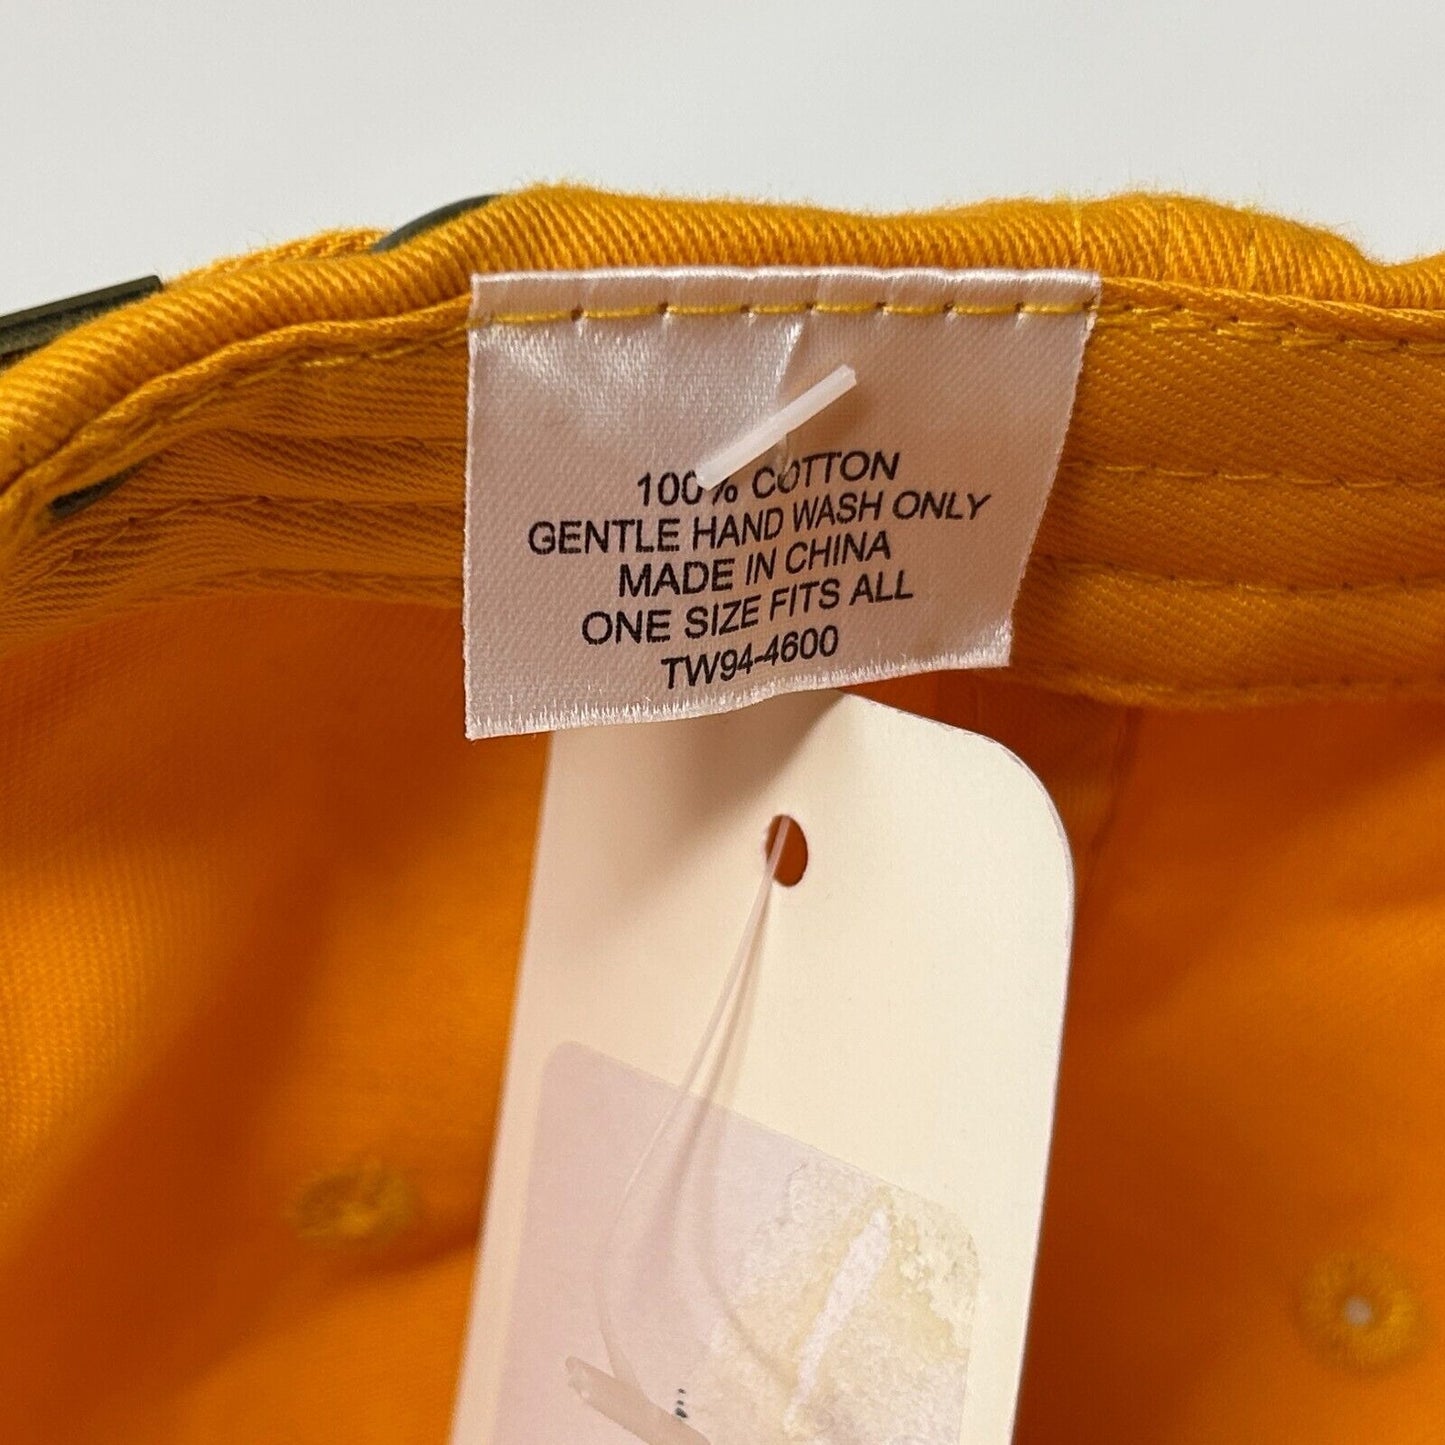 100% COTTON
GENTLE HAND WASH ONLY
MADE IN CHINA
ONE SIZE FITS ALL
TW94-4600